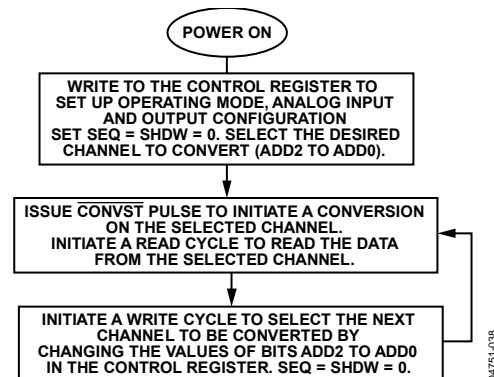 POWER ON
WRITE TO THE CONTROL REGISTER TO
SET UP OPERATING MODE, ANALOG INPUT
AND OUTPUT CONFIGURATION
SET SEQ = SHDW = 0. SELECT THE DESIRED
CHANNEL TO CONVERT (ADD2 TO ADD0).
ISSUE CONVST PULSE TO INITIATE A CONVERSION
ON THE SELECTED CHANNEL.
INITIATE A READ CYCLE TO READ THE DATA
FROM THE SELECTED CHANNEL.
INITIATE A WRITE CYCLE TO SELECT THE NEXT
CHANNEL TO BE CONVERTED BY
CHANGING THE VALUES OF BITS ADD2 TO ADD0
IN THE CONTROL REGISTER. SEQ = SHDW = 0.
04751-038